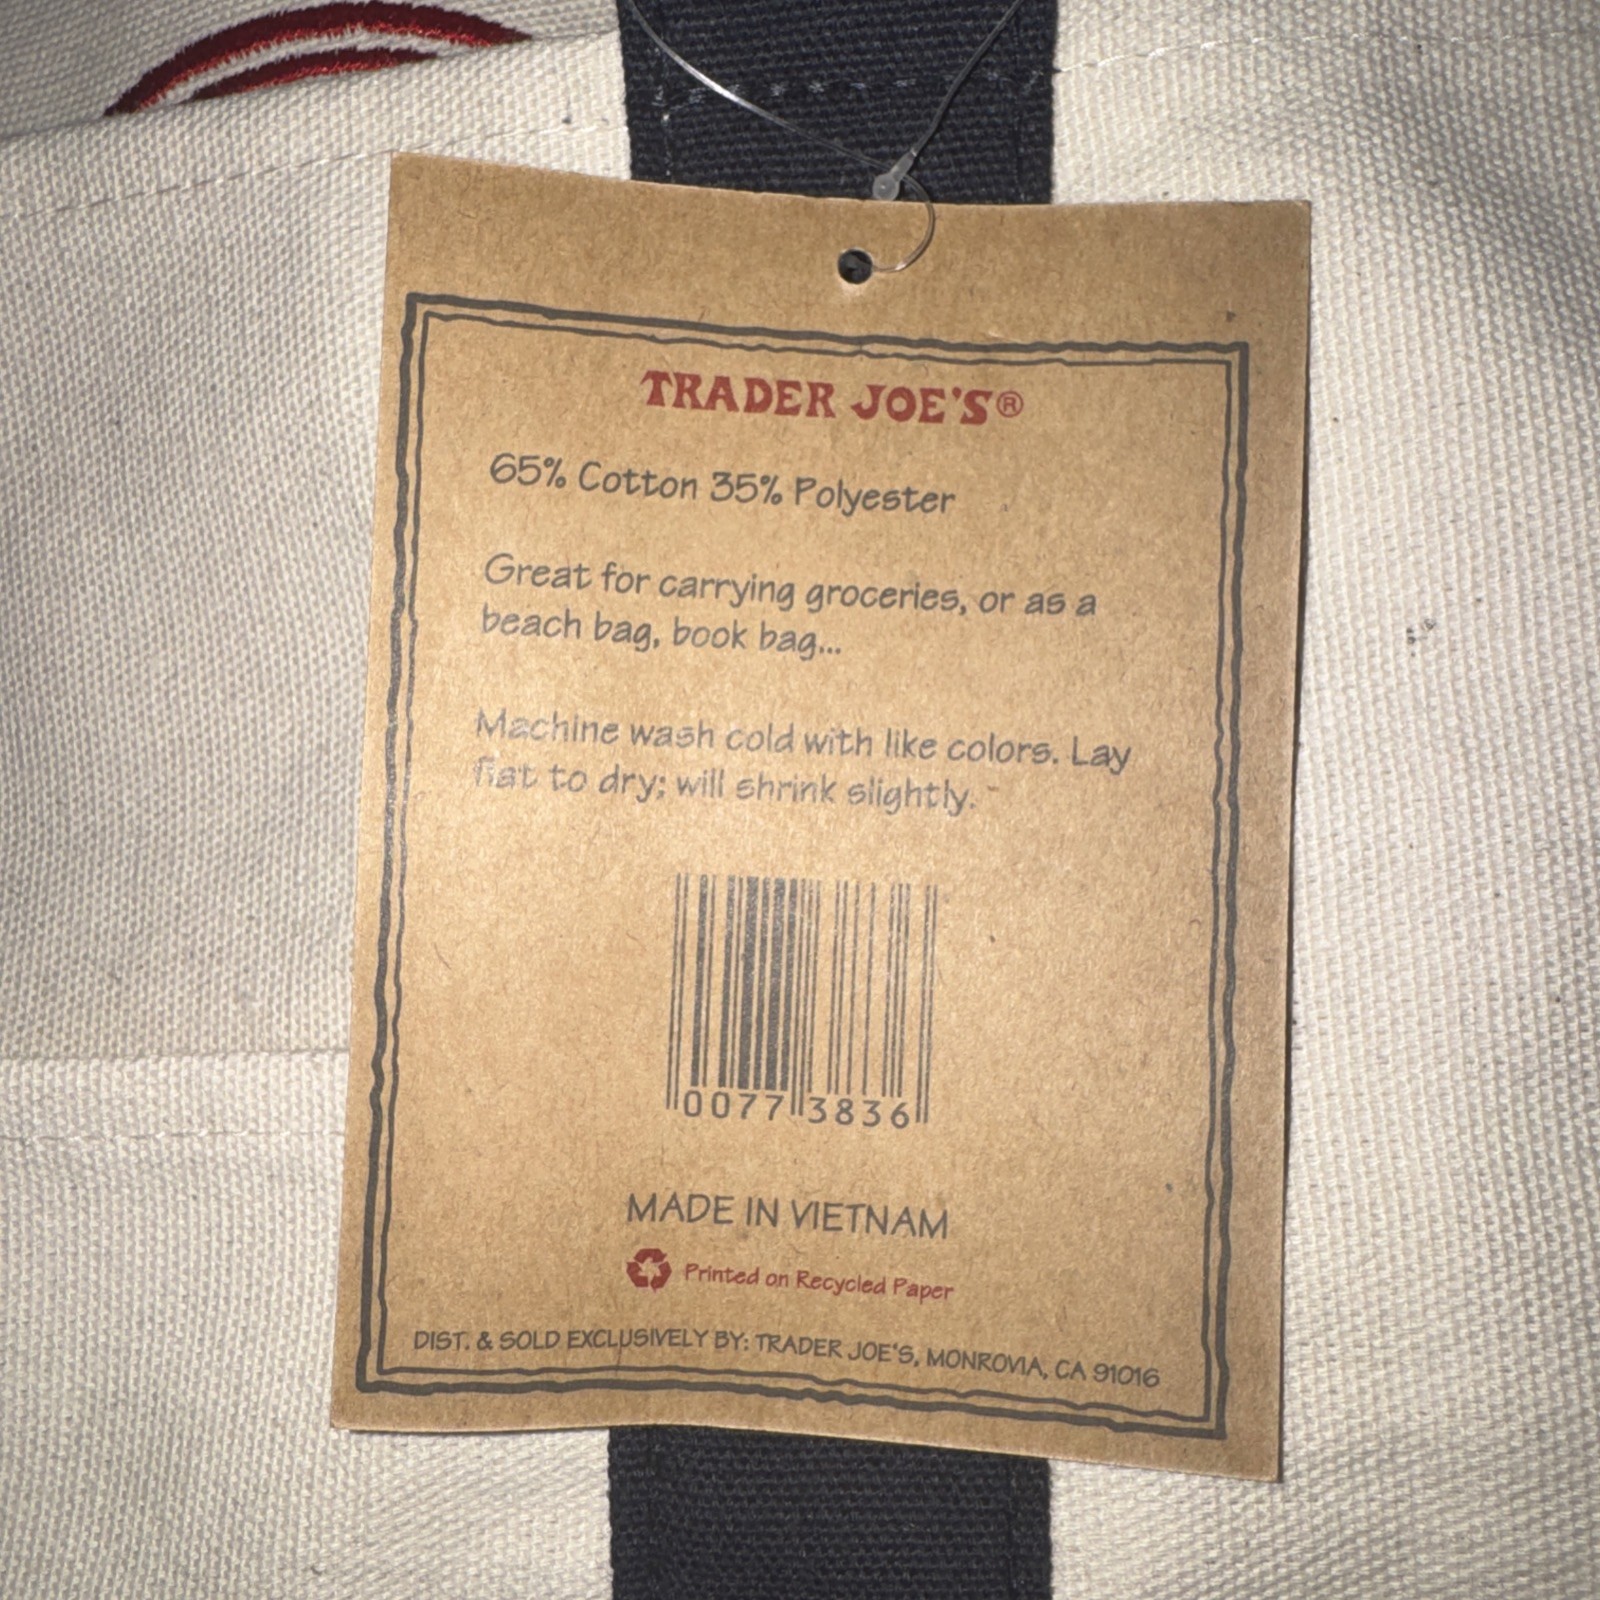 TRADER JOE'S®
65% Cotton 35% Polyester
Great for carrying groceries, or as a
beach bag, book bag...
Machine wash cold with like colors. Lay
flat to dry; will shrink slightly.
0077 3836
MADE IN VIETNAM
Printed on Recycled Paper
DIST. & SOLD EXCLUSIVELY BY: TRADER JOE'S, MONROVIA, CA 91016